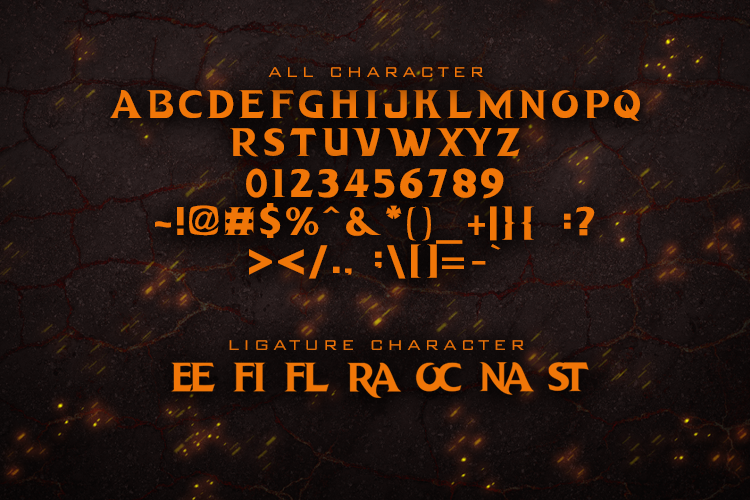 ALL CHARACTER
ABCDEFGHIJKLMNOPQ
RSTUVWXYZ
0123456789
~!@#$%^&*()_+|}{ :?
></., ;\[]=-`
LIGATURE CHARACTER
EE FI FL RA OC NA ST